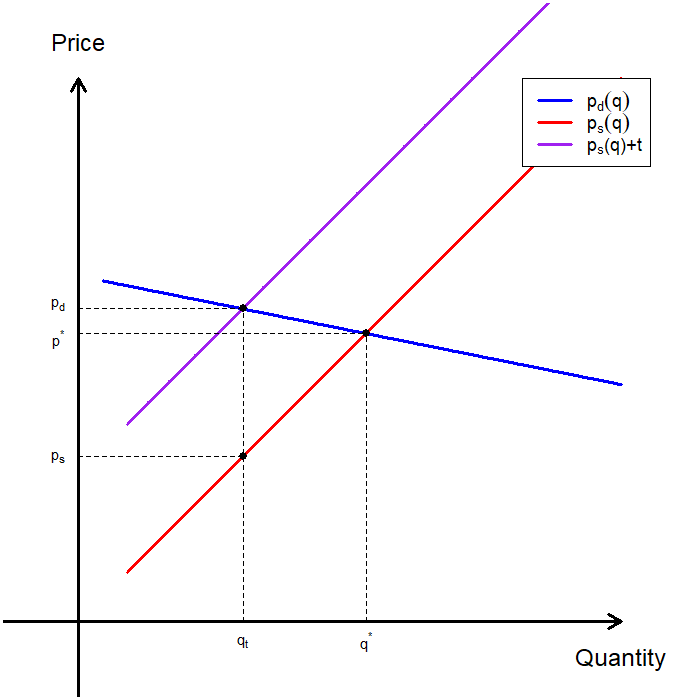 Price
p_d(q)
p_s(q)
p_s(q)+t
p_d
p*
p_s
q_t
q*
Quantity